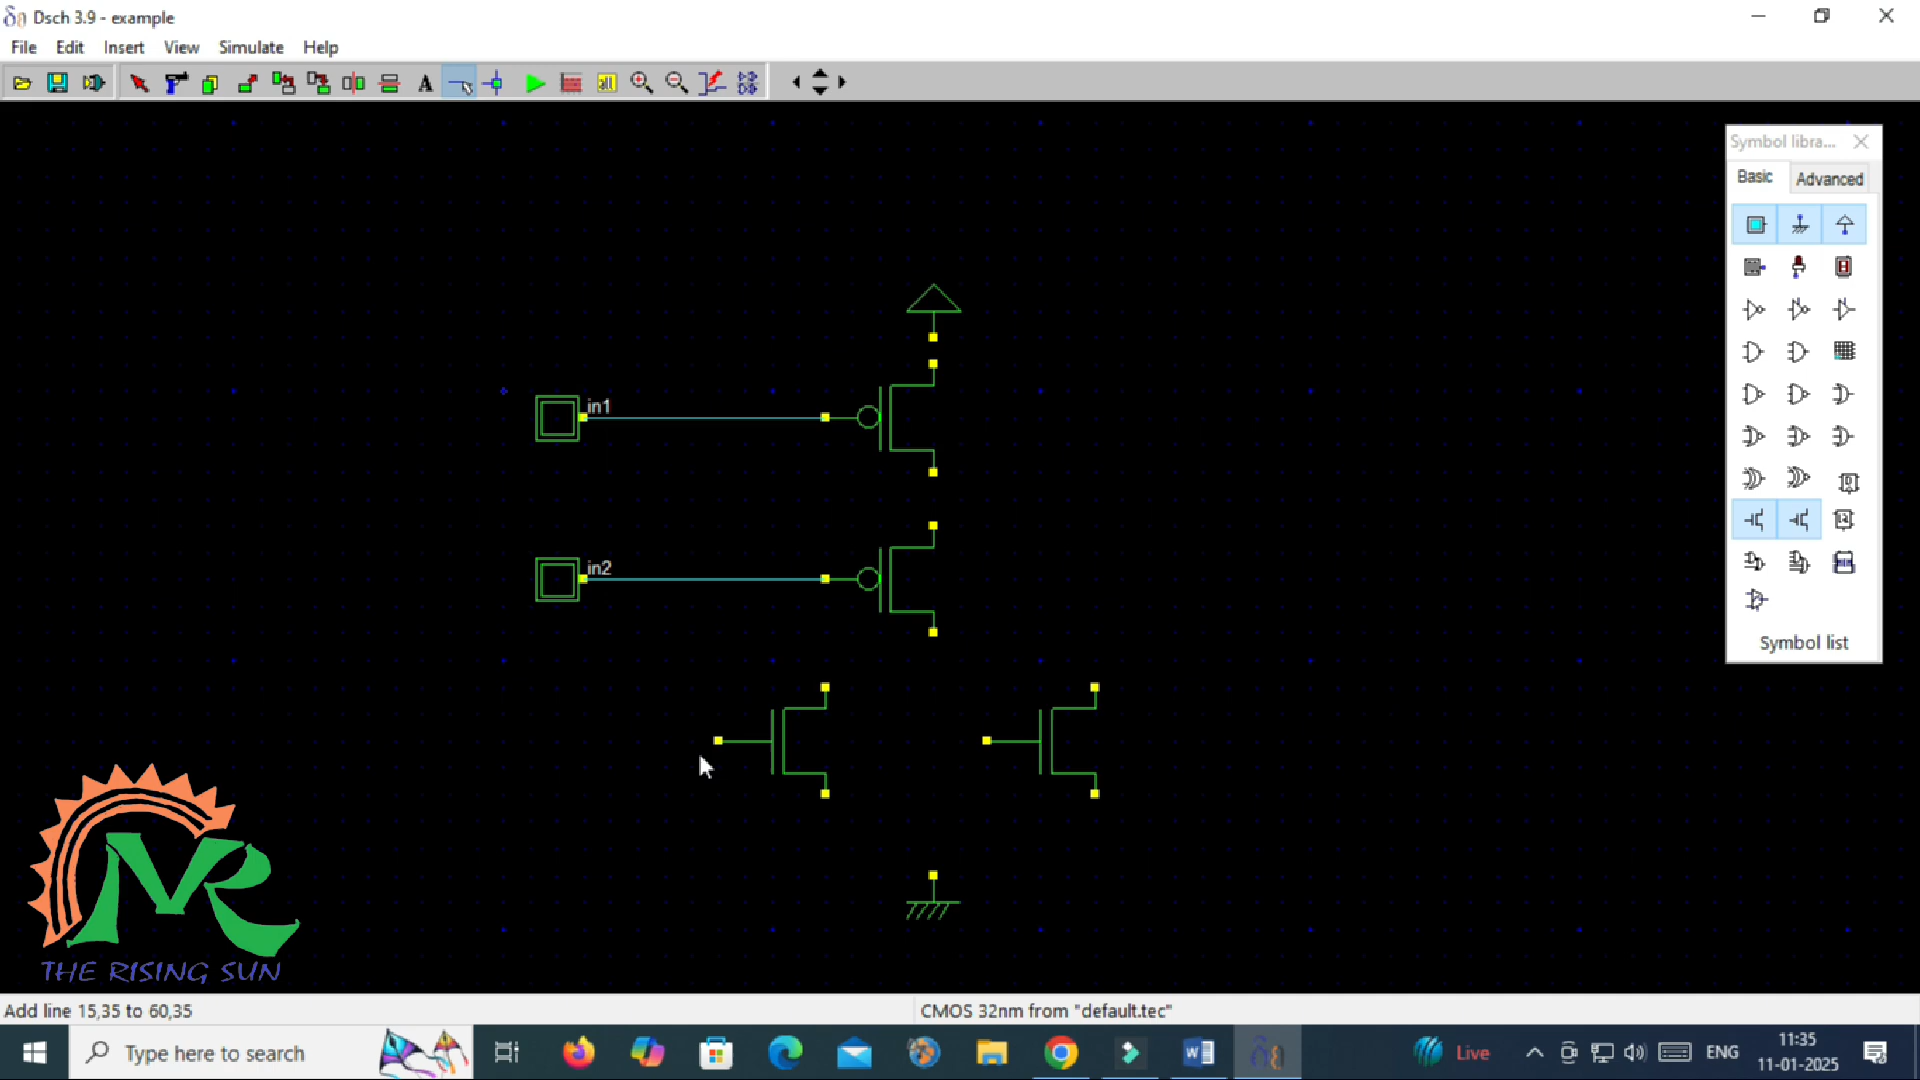 Dsch 3.9 - example
File Edit Insert View Simulate Help
A
Symbol libra...
Basic Advanced
in1
in2
Symbol list
THE RISING SUN
Add line 15,35 to 60,35
CMOS 32nm from "default.tec"
Type here to search
Live
ENG
11:35
11-01-2025